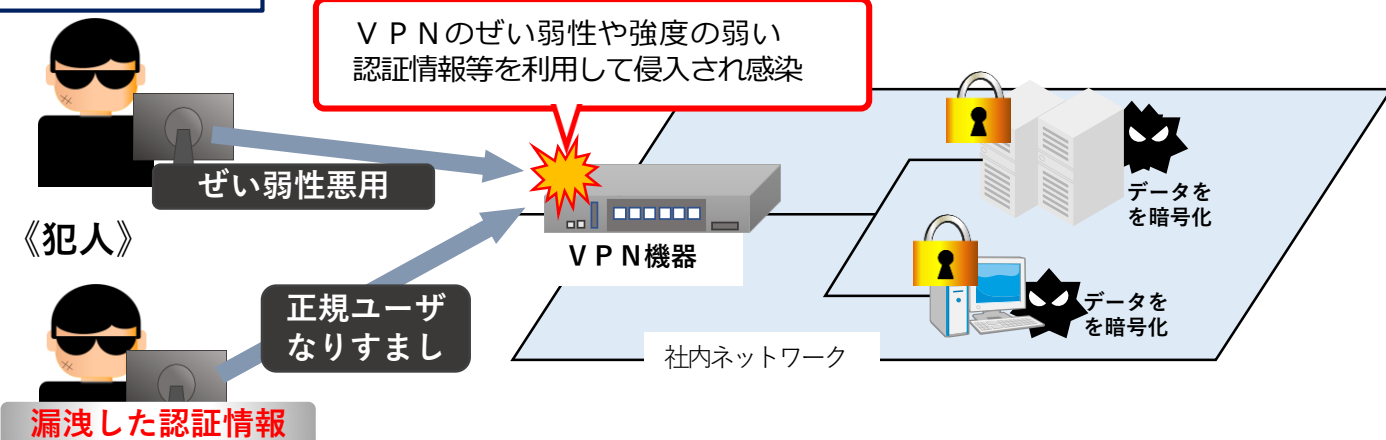 ＶＰＮのぜい弱性や強度の弱い
認証情報等を利用して侵入され感染
ぜい弱性悪用
《犯人》
ＶＰＮ機器
データを
を暗号化
正規ユーザ
なりすまし
データを
を暗号化
社内ネットワーク
漏洩した認証情報